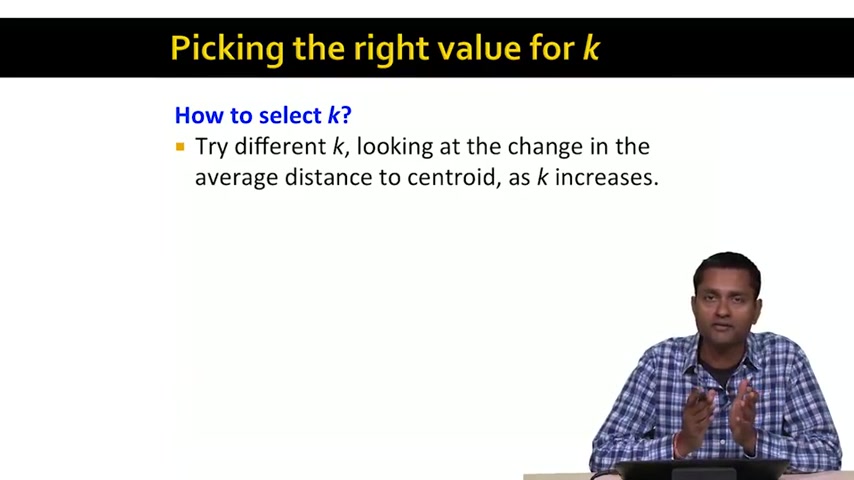 Picking the right value for k
How to select k?
Try different k, looking at the change in the
average distance to centroid, as k increases.